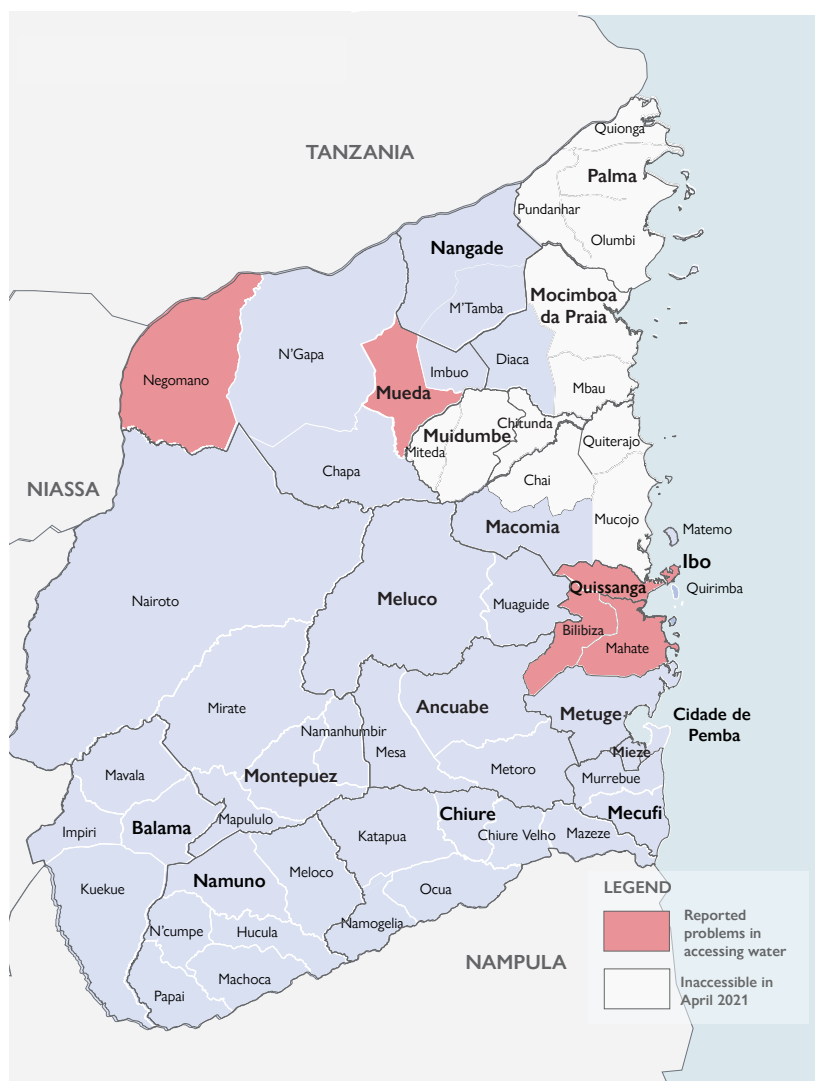 TANZANIA
Quionga
Palma
Pundanhar
Olumbi
Nangade
M'Tamba
Mocimboa
da Praia
N'Gapa
Negomano
Imbuo
Diaca
Mueda
Mbau
Muidumbe
Chitunda
Miteda
Quiterajo
Chapa
Chai
NIASSA
Mucojo
Macomia
Matemo
Ibo
Quissanga
Quirimba
Nairoto
Meluco
Muaguide
Bilibiza
Mahate
Mirate
Ancuabe
Metuge
Cidade de
Pemba
Namanhumbir
Mesa
Mieze
Metoro
Mavala
Montepuez
Murrebue
Mecufi
Impiri
Balama
Mapululo
Chiure
Katapua
Chiure Velho
Mazeze
Kuekue
Namuno
Meloco
Ocua
N'cumpe
Hucula
Namogelia
Machoca
Papai
NAMPULA
LEGEND
Reported
problems in
accessing water
Inaccessible in
April 2021